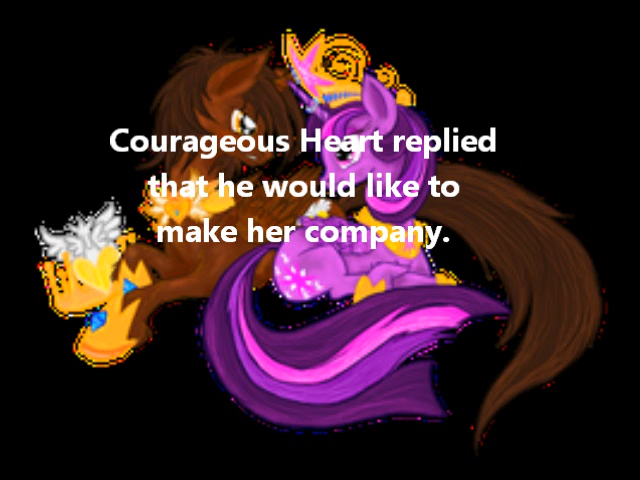 Courageous Heart replied
that he would like to
make her company.